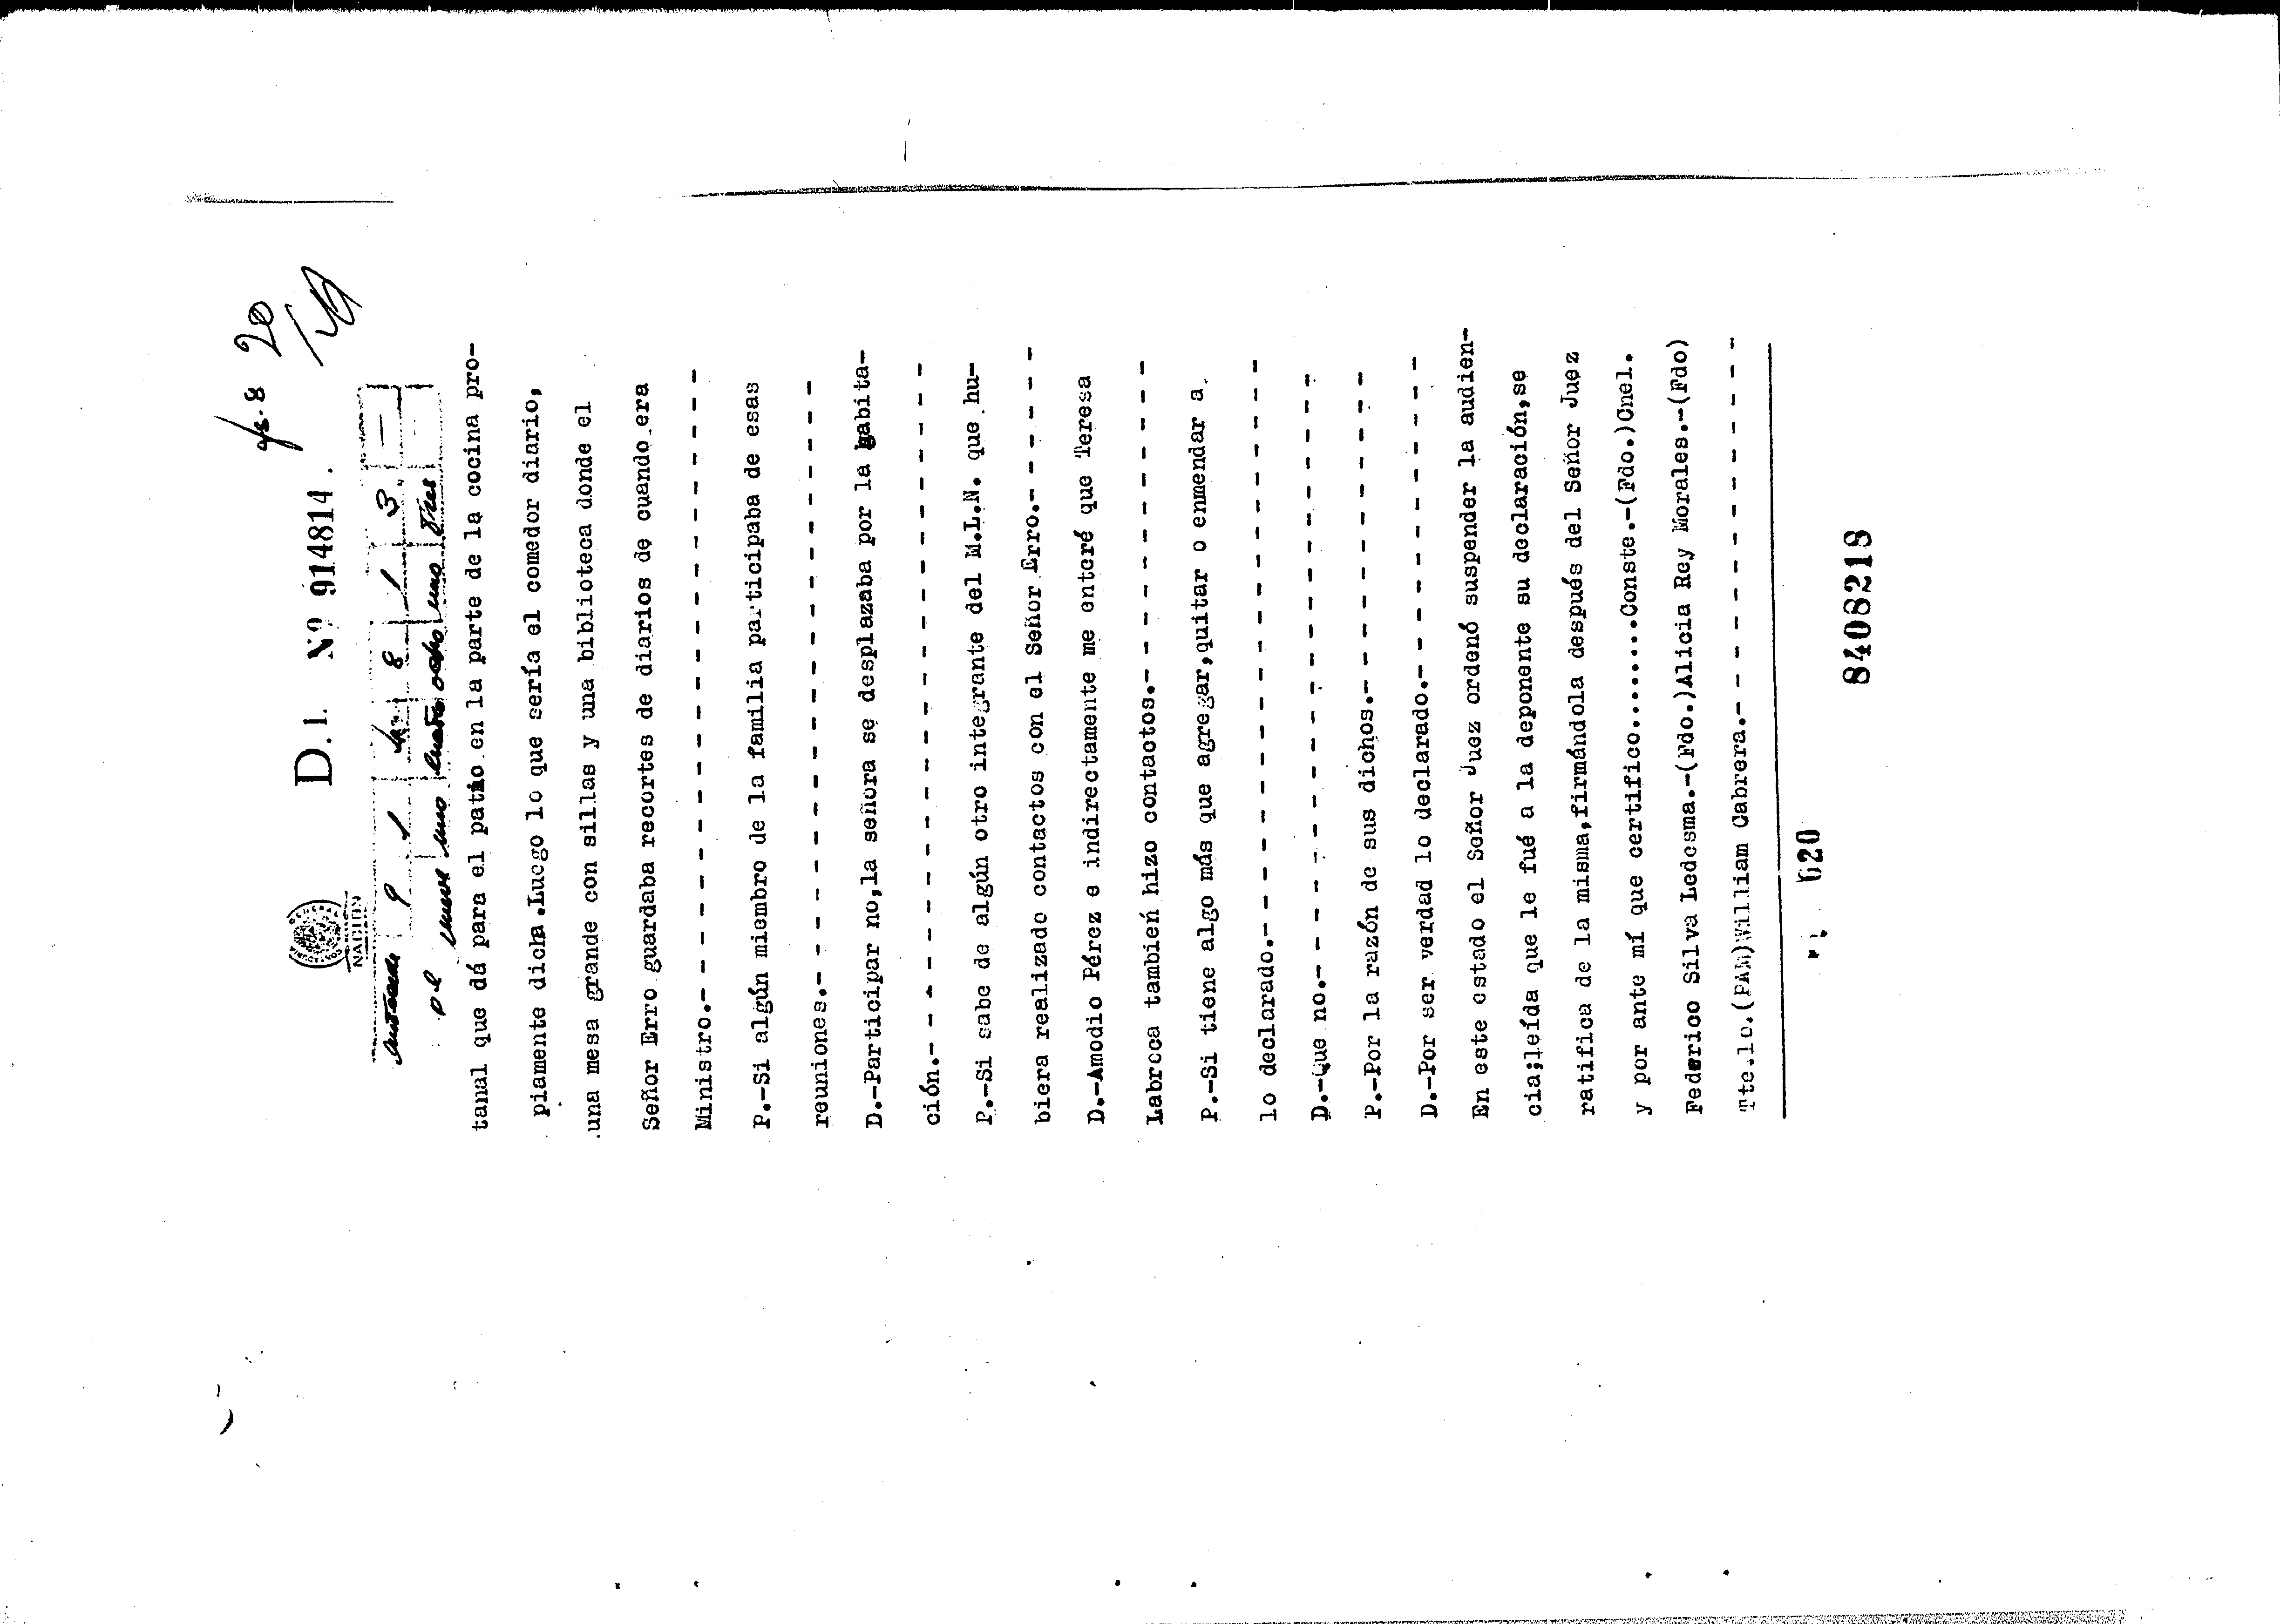 fs. 8 20
D.I. Nº 914814.
NACION
9 1 4 8 1 3 —
nueve uno cuatro ocho uno tres
tanal que dá para el patio en la parte de la cocina pro-
piamente dicha.Luego lo que sería el comedor diario,
una mesa grande con sillas y una biblioteca donde el
Señor Erro guardaba recortes de diarios de cuando era
Ministro.- - - - - - - - - - - - - - - - - - - - - - -
P.-Si algún miembro de la familia participaba de esas
reuniones.- - - - - - - - - - - - - - - - - - - - - -
D.-Participar no,la señora se desplazaba por la habita-
ción.- - - - - - - - - - - - - - - - - - - - - - - - -
P.-Si sabe de algún otro integrante del M.L.N. que hu-
biera realizado contactos con el Señor Erro.- - - - - -
D.-Amodio Pérez e indirectamente me enteré que Teresa
Labrocca también hizo contactos.- - - - - - - - - - - -
P.-Si tiene algo más que agregar,quitar o enmendar a
lo declarado.- - - - - - - - - - - - - - - - - - - - -
D.-Que no.- - - - - - - - - - - - - - - - - - - - - -
P.-Por la razón de sus dichos.- - - - - - - - - - - -
D.-Por ser verdad lo declarado.- - - - - - - - - - - -
En este estado el Señor Juez ordenó suspender la audien-
cia;leída que le fué a la deponente su declaración,se
ratifica de la misma,firmándola después del Señor Juez
y por ante mí que certifico..........Conste.-(Fdo.)Cnel.
Federico Silva Ledesma.-(Fdo.)Alicia Rey Morales.-(Fdo)
Tte.1o.(PAM)William Cabrera.- - - - - - - - - - - - - -
620
8408218